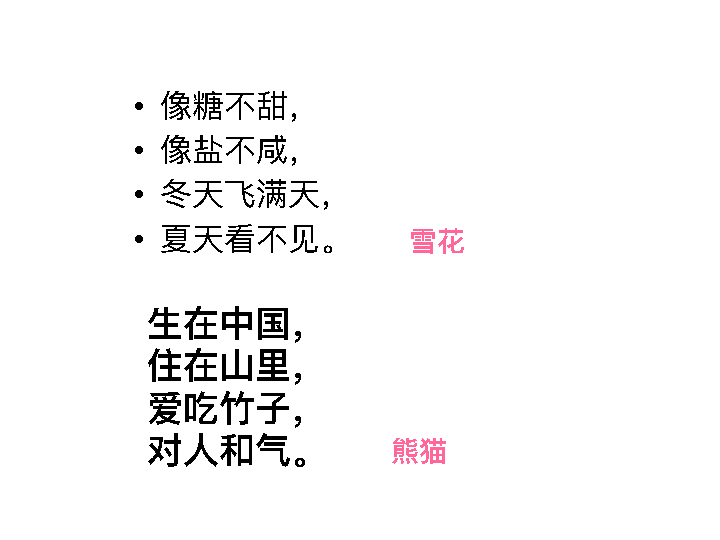 • 像糖不甜，
• 像盐不咸，
• 冬天飞满天，
• 夏天看不见。 雪花
生在中国，
住在山里，
爱吃竹子，
对人和气。 熊猫